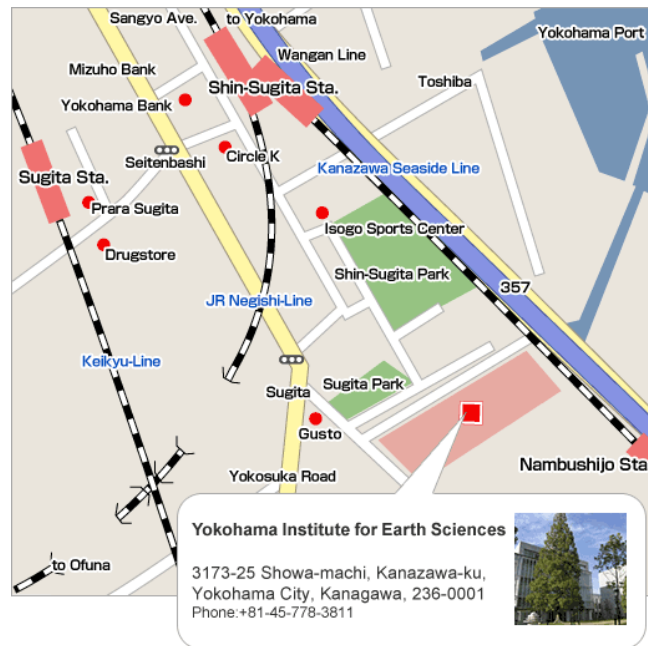 Sangyo Ave.
to Yokohama
Yokohama Port
Wangan Line
Mizuho Bank
Shin-Sugita Sta.
Toshiba
Yokohama Bank
Seitenbashi
Circle K
Kanazawa Seaside Line
Sugita Sta.
Prara Sugita
Isogo Sports Center
Drugstore
Shin-Sugita Park
357
JR Negishi-Line
Keikyu-Line
Sugita Park
Sugita
Gusto
Nambushijo Sta
Yokosuka Road
to Ofuna
Yokohama Institute for Earth Sciences
3173-25 Showa-machi, Kanazawa-ku,
Yokohama City, Kanagawa, 236-0001
Phone:+81-45-778-3811